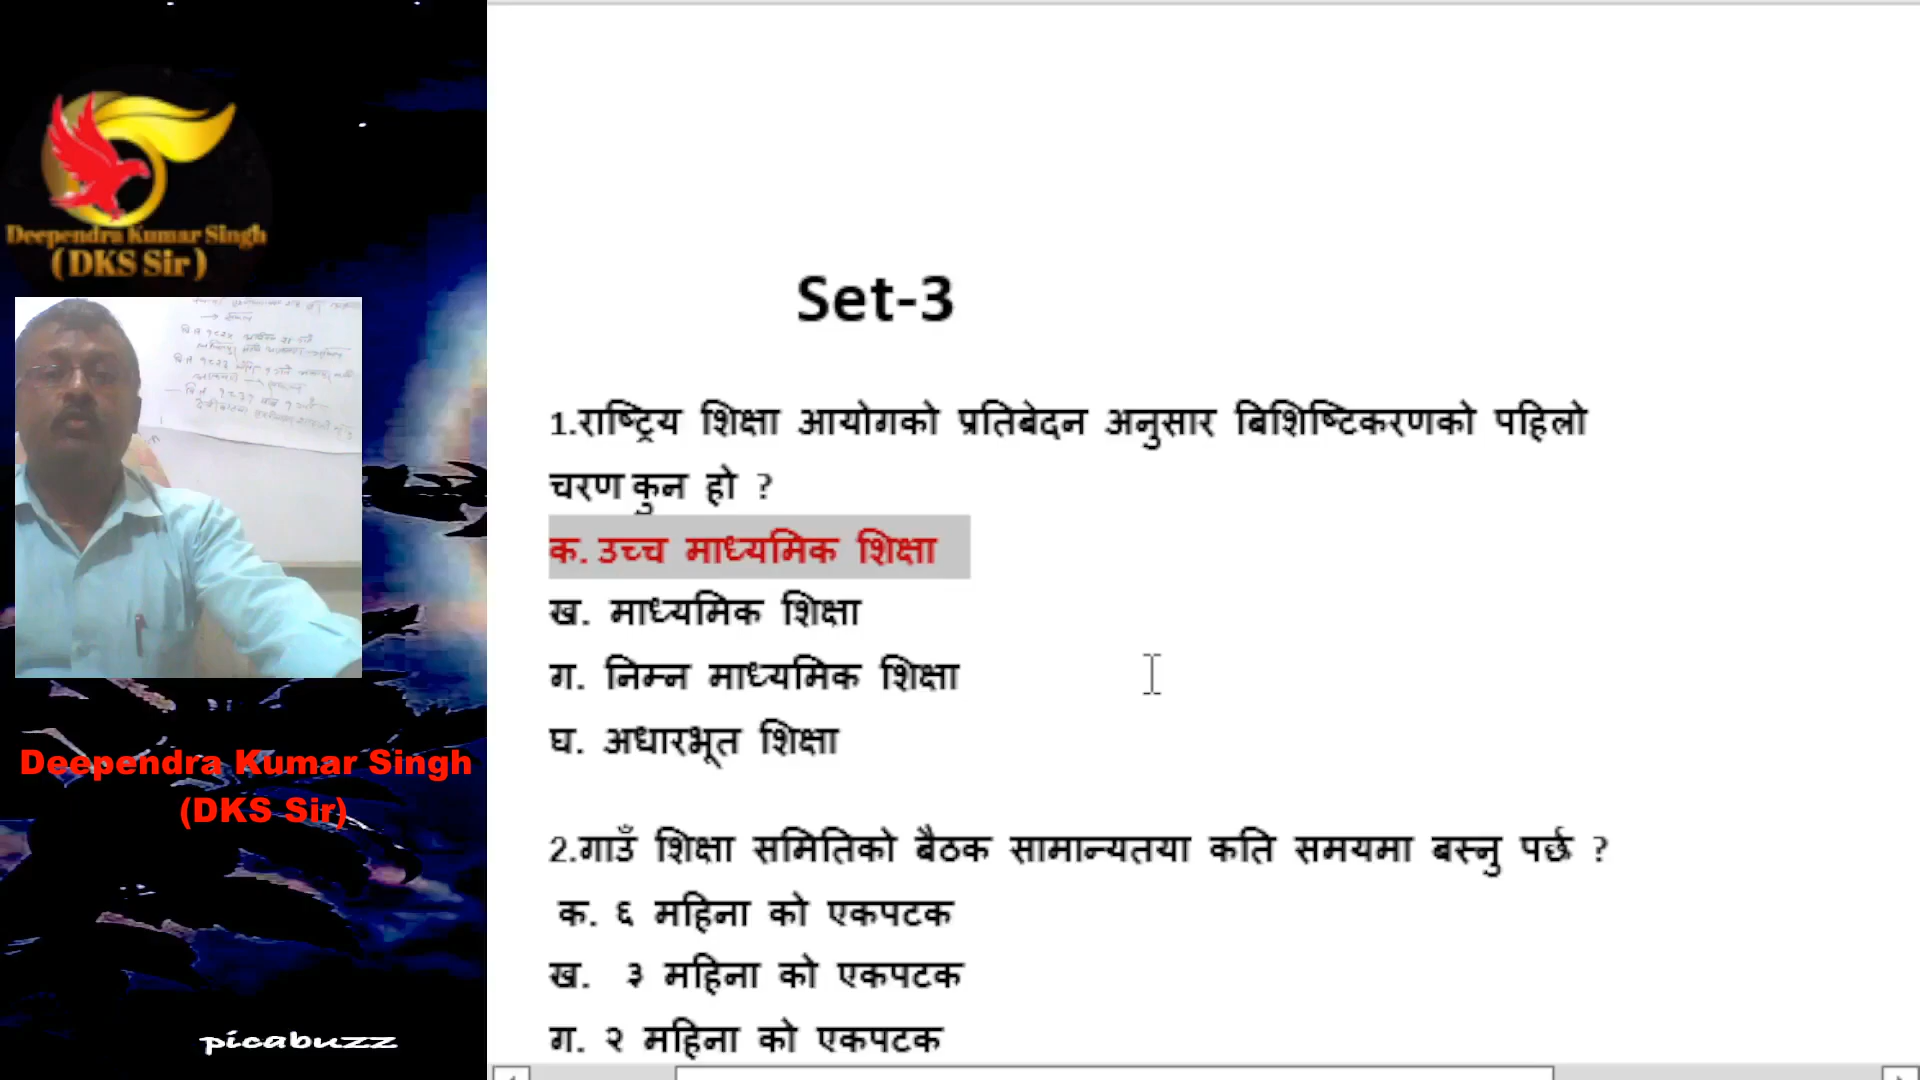 Deependra Kumar Singh
(DKS Sir)
Deependra Kumar Singh
(DKS Sir)
picabuzz
Set-3
1.राष्ट्रिय शिक्षा आयोगको प्रतिबेदन अनुसार बिशिष्टिकरणको पहिलो
चरण कुन हो ?
क. उच्च माध्यमिक शिक्षा
ख. माध्यमिक शिक्षा
ग. निम्न माध्यमिक शिक्षा
घ. अधारभूत शिक्षा
2.गाउँ शिक्षा समितिको बैठक सामान्यतया कति समयमा बस्नु पर्छ ?
क. ६ महिना को एकपटक
ख. ३ महिना को एकपटक
ग. २ महिना को एकपटक